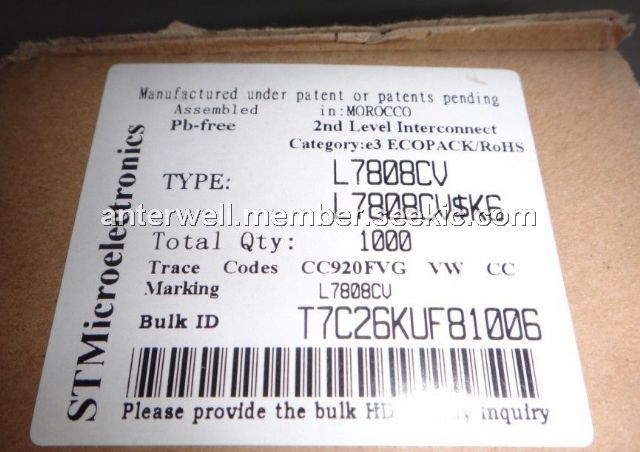 Manufactured under patent or patents pending
Assembled in:MOROCCO
Pb-free 2nd Level Interconnect
Category:e3 ECOPACK/RoHS
TYPE: L7808CV
L7808CV$K6
anterwell.member.seekic.com
Total Qty: 1000
Trace Codes CC920FVG VW CC
Marking L7808CV
Bulk ID T7C26KUF81006
Please provide the bulk inquiry
STMicroelectronics